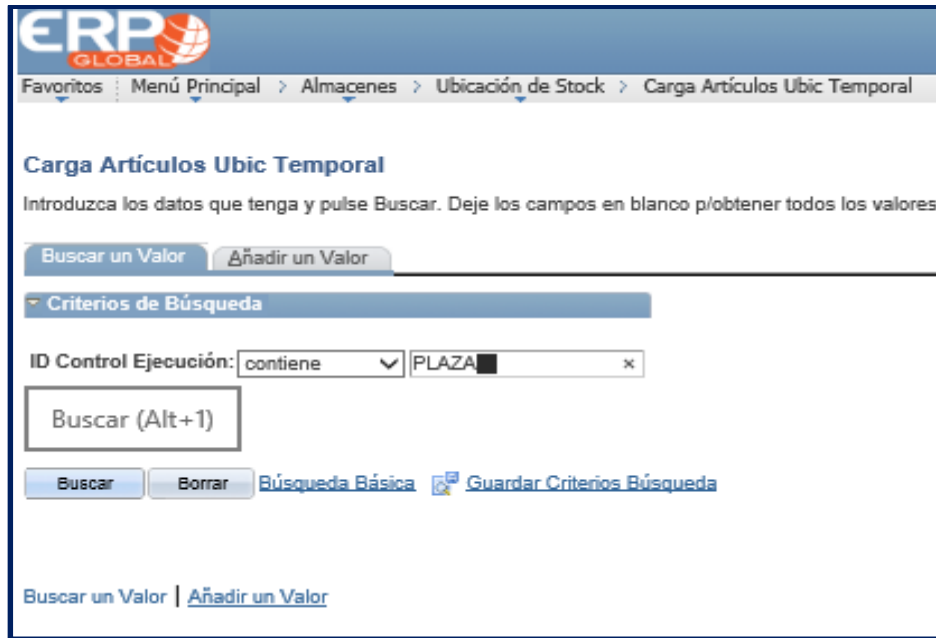 ERP
GLOBAL
Favoritos Menú Principal > Almacenes > Ubicación de Stock > Carga Artículos Ubic Temporal
Carga Artículos Ubic Temporal
Introduzca los datos que tenga y pulse Buscar. Deje los campos en blanco p/obtener todos los valores
Buscar un Valor Añadir un Valor
Criterios de Búsqueda
ID Control Ejecución: contiene PLAZA ×
Buscar (Alt+1)
Buscar Borrar Búsqueda Básica Guardar Criterios Búsqueda
Buscar un Valor | Añadir un Valor